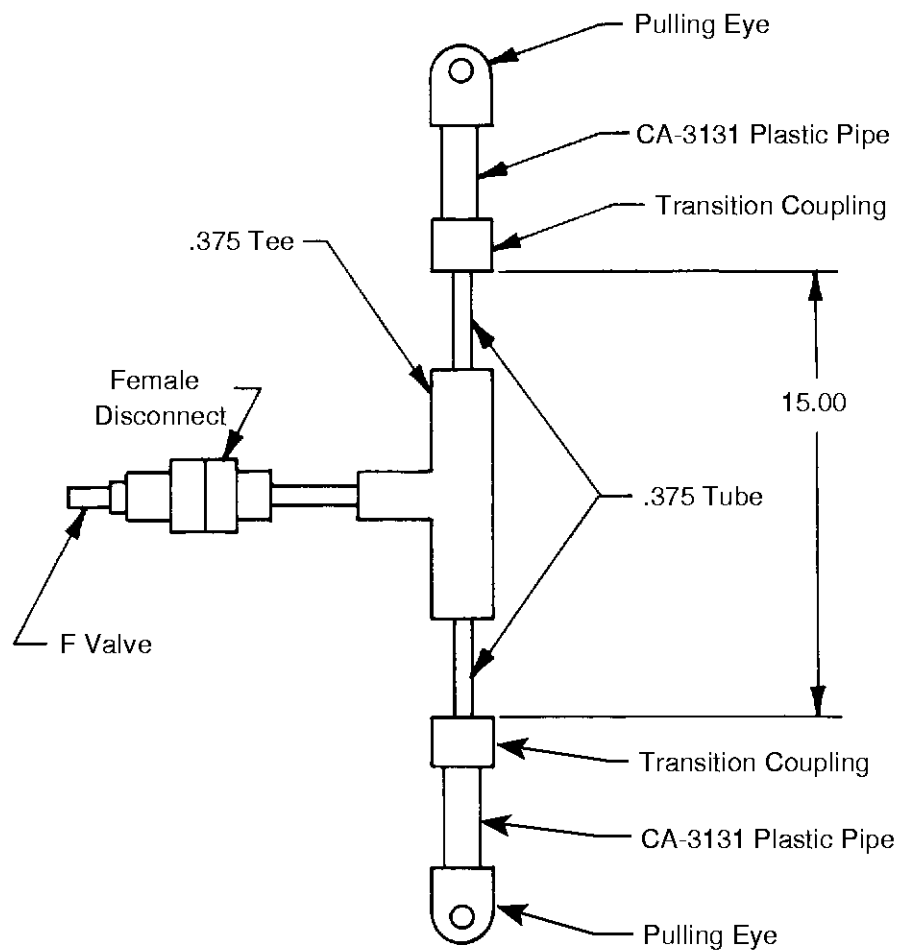 Pulling Eye
CA-3131 Plastic Pipe
Transition Coupling
.375 Tee
Female
Disconnect
15.00
.375 Tube
F Valve
Transition Coupling
CA-3131 Plastic Pipe
Pulling Eye